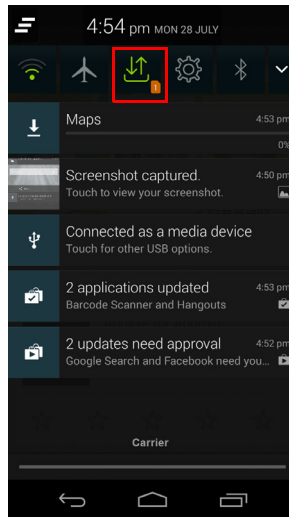 4:54 pm MON 28 JULY
1
Maps 4:53 pm
0%
Screenshot captured. 4:50 pm
Touch to view your screenshot.
Connected as a media device
Touch for other USB options.
2 applications updated 4:53 pm
Barcode Scanner and Hangouts
2 updates need approval 4:52 pm
Google Search and Facebook need you...
Carrier